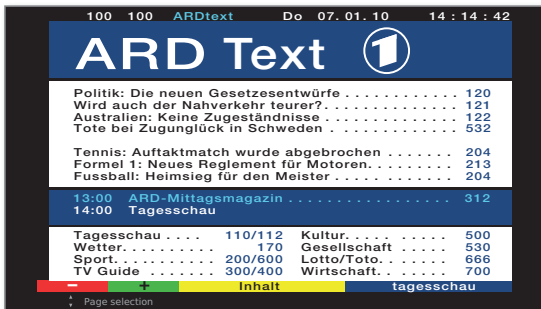 100 100 ARDtext Do 07. 01. 10 14 : 14 : 42
ARD Text 1
Politik: Die neuen Gesetzesentwürfe . . . . . . . . . . . . 120
Wird auch der Nahverkehr teurer?. . . . . . . . . . . . . . 121
Australien: Keine Zugeständnisse . . . . . . . . . . . . . . 122
Tote bei Zugunglück in Schweden . . . . . . . . . . . . . 532
Tennis: Auftaktmatch wurde abgebrochen . . . . . . . 204
Formel 1: Neues Reglement für Motoren. . . . . . . . . 213
Fussball: Heimsieg für den Meister . . . . . . . . . . . . 204
13:00 ARD-Mittagsmagazin . . . . . . . . . . . . . . . . . 312
14:00 Tagesschau
Tagesschau . . . . 110/112 Kultur. . . . . . . . . 500
Wetter. . . . . . . . . . 170 Gesellschaft . . . . . 530
Sport. . . . . . . . . 200/600 Lotto/Toto. . . . . . 666
TV Guide . . . . . . . 300/400 Wirtschaft. . . . . . 700
– + Inhalt tagesschau
Page selection